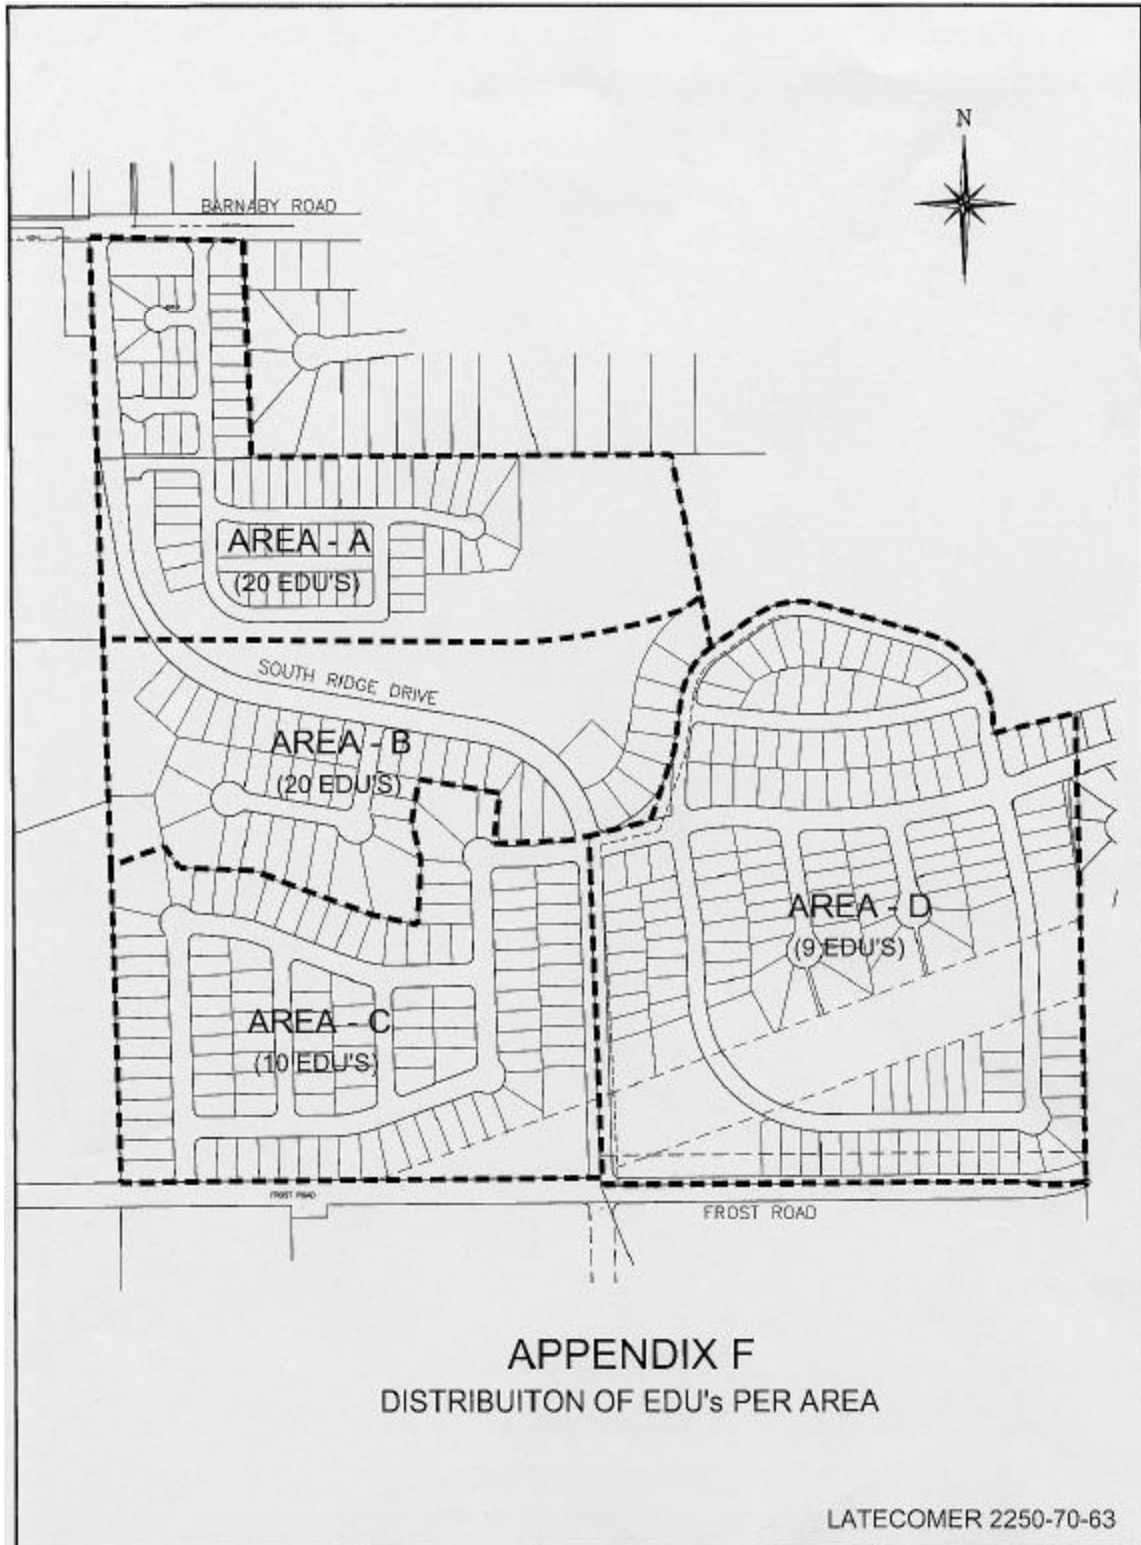 N
BARNABY ROAD
AREA - A
(20 EDU'S)
SOUTH RIDGE DRIVE
AREA - B
(20 EDU'S)
AREA - D
(9 EDU'S)
AREA - C
(10 EDU'S)
FROST ROAD
FROST ROAD
APPENDIX F
DISTRIBUITON OF EDU's PER AREA
LATECOMER 2250-70-63